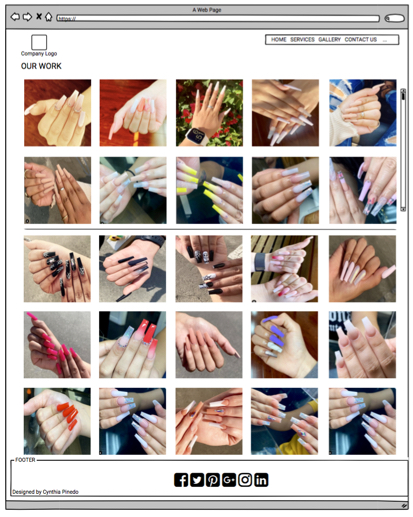 A Web Page
https://
Company Logo
HOME SERVICES GALLERY CONTACT US ...
OUR WORK
FOOTER
Designed by Cynthia Pinedo